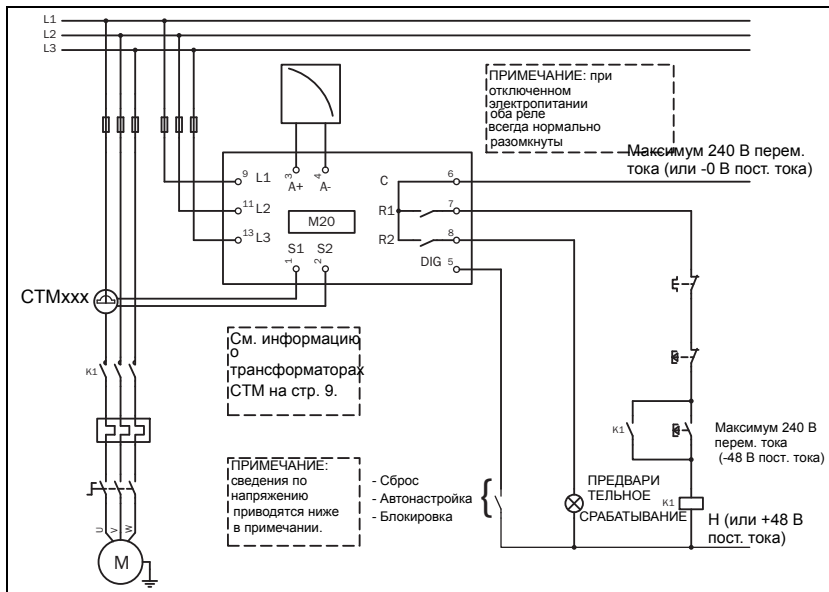 L1
L2
L3
ПРИМЕЧАНИЕ: при
отключенном
электропитании
оба реле
всегда нормально
разомкнуты
Максимум 240 В перем.
тока (или -0 В пост. тока)
9 L1
3 A+
4 A-
C 6
11 L2
M20
R1 7
13 L3
R2 8
S1 S2
1 2
DIG 5
CTMxxx
См. информацию
о
трансформаторах
СТМ на стр. 9.
K1
K1
Максимум 240 В
перем. тока
(-48 В пост. тока)
ПРИМЕЧАНИЕ:
сведения по
напряжению
приводятся ниже
в примечании.
- Сброс
- Автонастройка
- Блокировка
{
ПРЕДВАРИ
ТЕЛЬНОЕ
СРАБАТЫВАНИЕ
K1
Н (или +48 В
пост. тока)
U V W
M